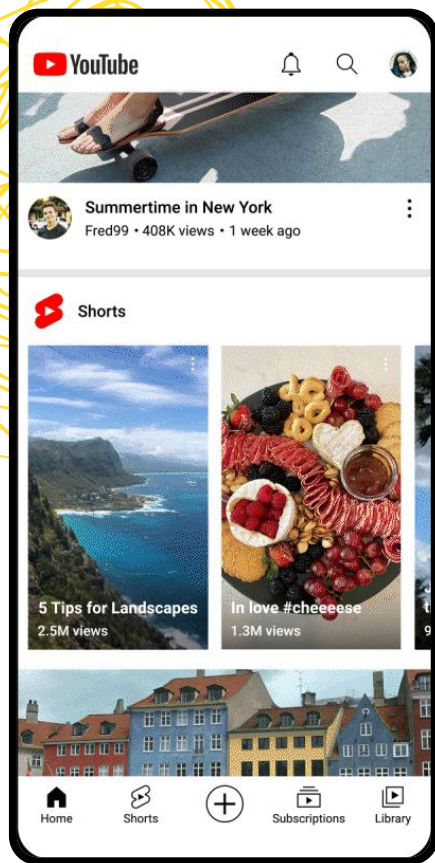 YouTube
Summertime in New York
Fred99 • 408K views • 1 week ago
Shorts
5 Tips for Landscapes
2.5M views
In love #cheeeese
1.3M views
Home
Shorts
Subscriptions
Library